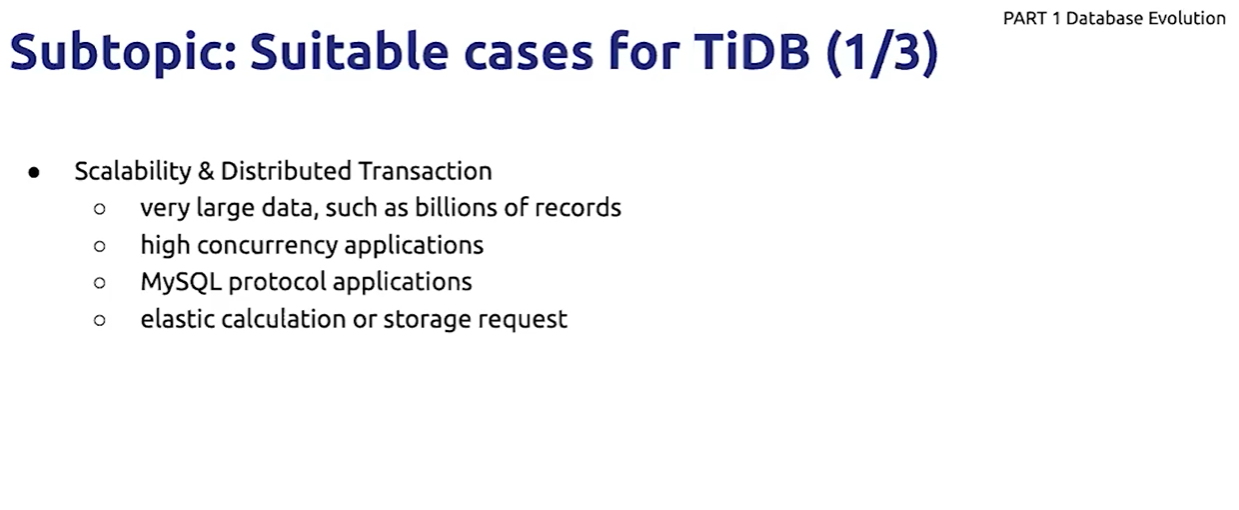 PART 1 Database Evolution
Subtopic: Suitable cases for TiDB (1/3)
● Scalability & Distributed Transaction
○ very large data, such as billions of records
○ high concurrency applications
○ MySQL protocol applications
○ elastic calculation or storage request